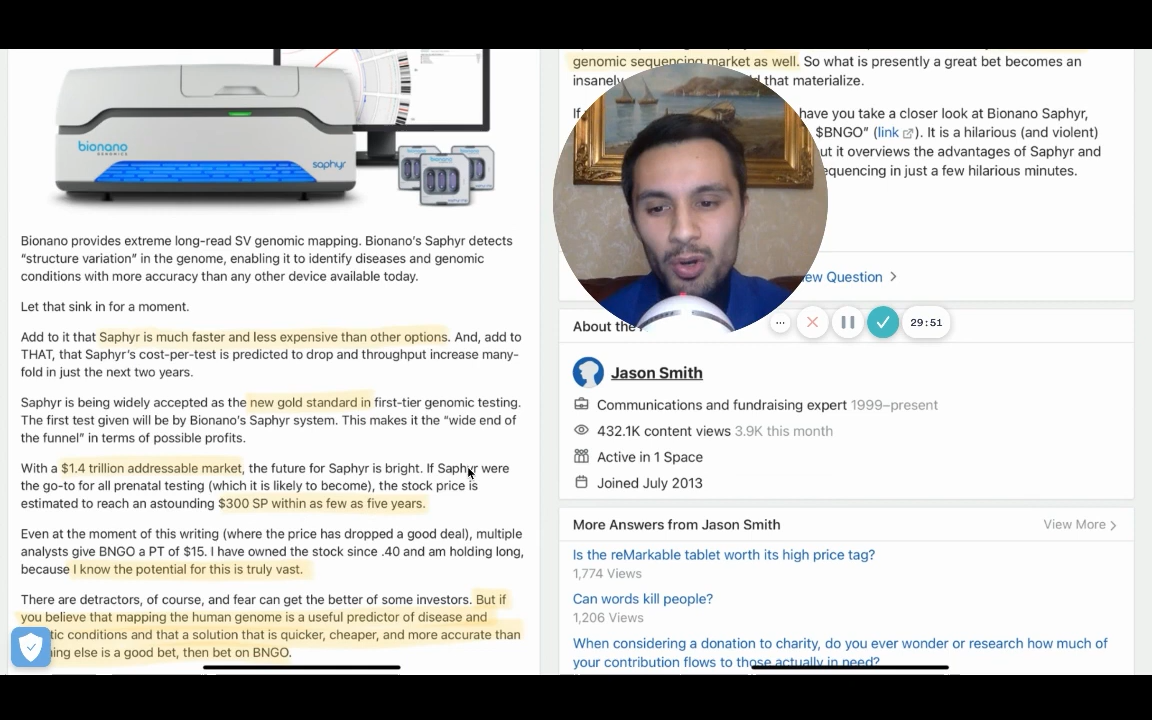 bionano
GENOMICS
saphyr
Bionano provides extreme long-read SV genomic mapping. Bionano's Saphyr detects
“structure variation” in the genome, enabling it to identify diseases and genomic
conditions with more accuracy than any other device available today.
Let that sink in for a moment.
Add to it that Saphyr is much faster and less expensive than other options. And, add to
THAT, that Saphyr's cost-per-test is predicted to drop and throughput increase many-
fold in just the next two years.
Saphyr is being widely accepted as the new gold standard in first-tier genomic testing.
The first test given will be by Bionano's Saphyr system. This makes it the “wide end of
the funnel” in terms of possible profits.
With a $1.4 trillion addressable market, the future for Saphyr is bright. If Saphyr were
the go-to for all prenatal testing (which it is likely to become), the stock price is
estimated to reach an astounding $300 SP within as few as five years.
Even at the moment of this writing (where the price has dropped a good deal), multiple
analysts give BNGO a PT of $15. I have owned the stock since .40 and am holding long,
because I know the potential for this is truly vast.
There are detractors, of course, and fear can get the better of some investors. But if
you believe that mapping the human genome is a useful predictor of disease and
tic conditions and that a solution that is quicker, cheaper, and more accurate than
ing else is a good bet, then bet on BNGO.
genomic sequencing market as well. So what is presently a great bet becomes an
insanely d that materialize.
If have you take a closer look at Bionano Saphyr,
$BNGO” (link). It is a hilarious (and violent)
ut it overviews the advantages of Saphyr and
equencing in just a few hilarious minutes.
ew Question
29:51
About the
Jason Smith
Communications and fundraising expert 1999–present
432.1K content views 3.9K this month
Active in 1 Space
Joined July 2013
More Answers from Jason Smith
View More
Is the reMarkable tablet worth its high price tag?
1,774 Views
Can words kill people?
1,206 Views
When considering a donation to charity, do you ever wonder or research how much of
your contribution flows to those actually in need?